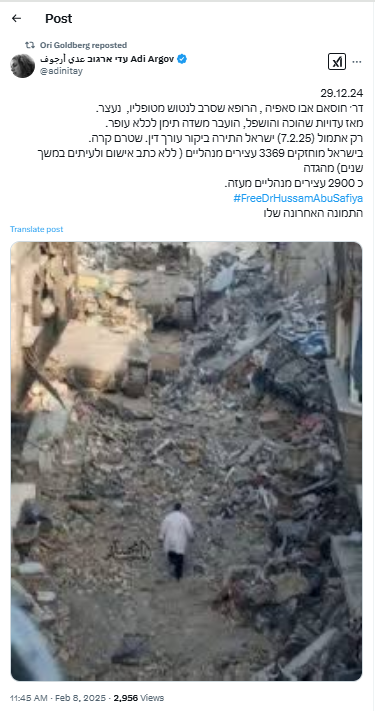 Post
Ori Goldberg reposted
עדי ארגוב عدي أرجوف Adi Argov
@adinitay
29.12.24
דר׳ חוסאם אבו סאפיה , הרופא שסרב לנטוש מטופליו, נעצר.
מאז עדויות שהוכה והושפל, הועבר משדה תימן לכלא עופר.
רק אתמול (7.2.25) ישראל התירה ביקור עורך דין. שטרם קרה.
בישראל מוחזקים 3369 עצירים מנהליים ( ללא כתב אישום ולעיתים במשך
שנים) מהגדה
כ 2900 עצירים מנהליים מעזה.
#FreeDrHussamAbuSafiya
התמונה האחרונה שלו
Translate post
11:45 AM · Feb 8, 2025 · 2,956 Views